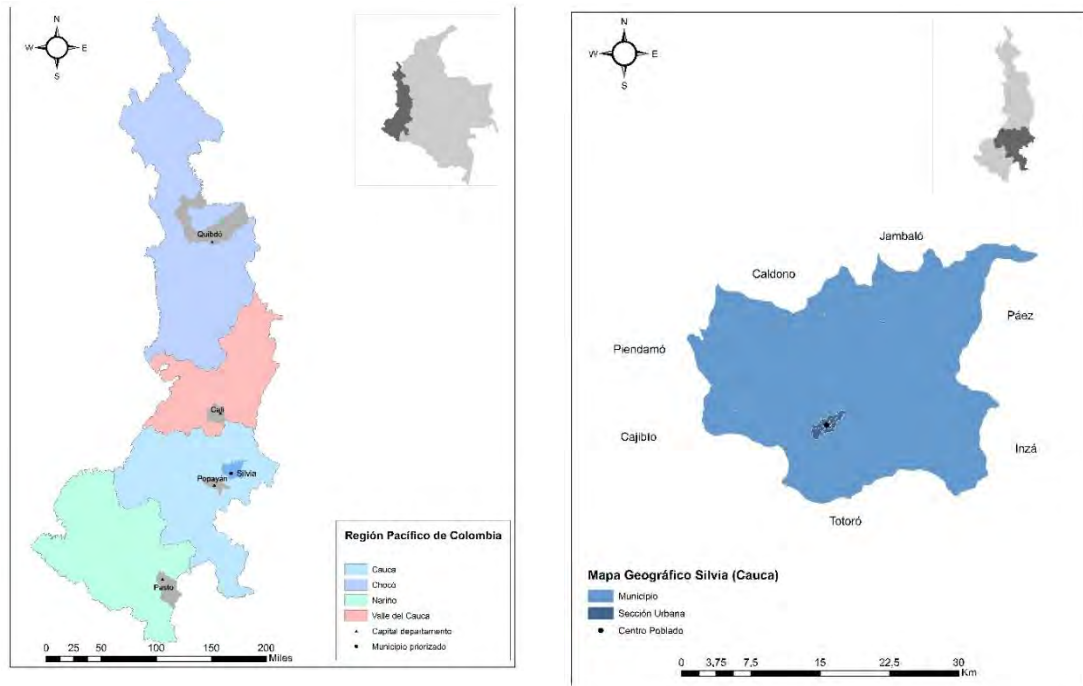 N
W E
S
Quibdó
Cali
Silvia
Popayán
Pasto
Región Pacífico de Colombia
Cauca
Chocó
Nariño
Valle del Cauca
Capital departamento
Municipio priorizado
0 25 50 100 150 200
Miles
N
W E
S
Jambaló
Caldono
Páez
Piendamó
Cajibío
Inzá
Totoró
Mapa Geográfico Silvia (Cauca)
Municipio
Sección Urbana
Centro Poblado
0 3,75 7,5 15 22,5 30
Km